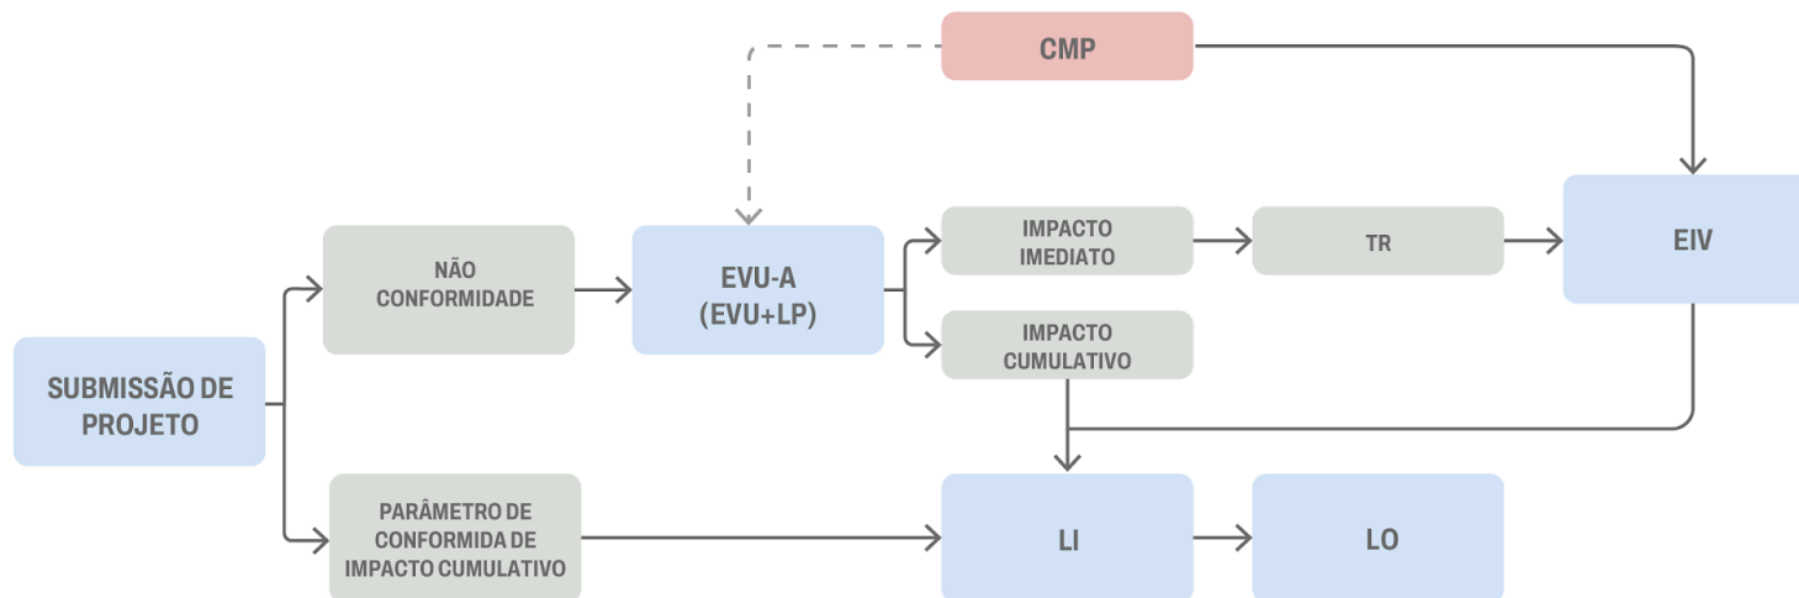 CMP
NÃO
CONFORMIDADE
EVU-A
(EVU+LP)
IMPACTO
IMEDIATO
TR
EIV
IMPACTO
CUMULATIVO
SUBMISSÃO DE
PROJETO
PARÂMETRO DE
CONFORMIDA DE
IMPACTO CUMULATIVO
LI
LO